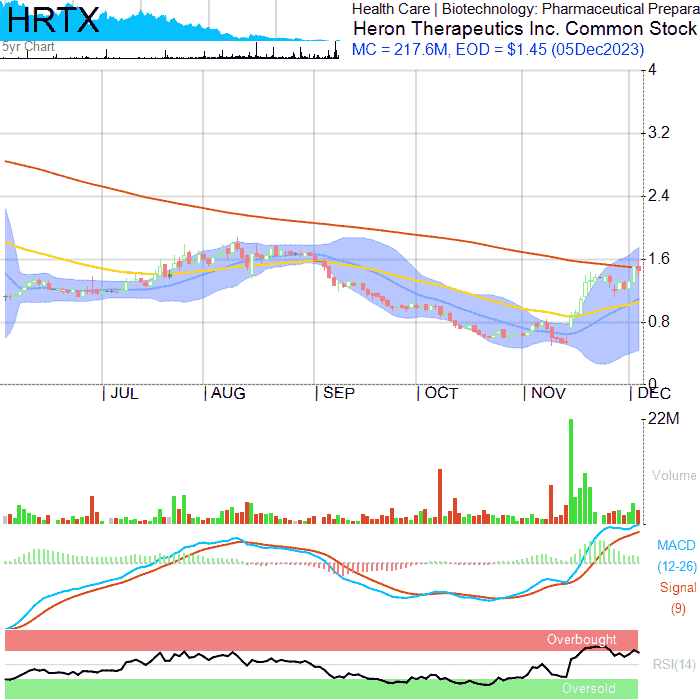 HRTX
5yr Chart
Health Care | Biotechnology: Pharmaceutical Prepara
Heron Therapeutics Inc. Common Stock
MC = 217.6M, EOD = $1.45 (05Dec2023)
4
3.2
2.4
1.6
0.8
0
JUL AUG SEP OCT NOV DEC
22M
Volume
MACD
(12-26)
Signal
(9)
Overbought
RSI(14)
Oversold